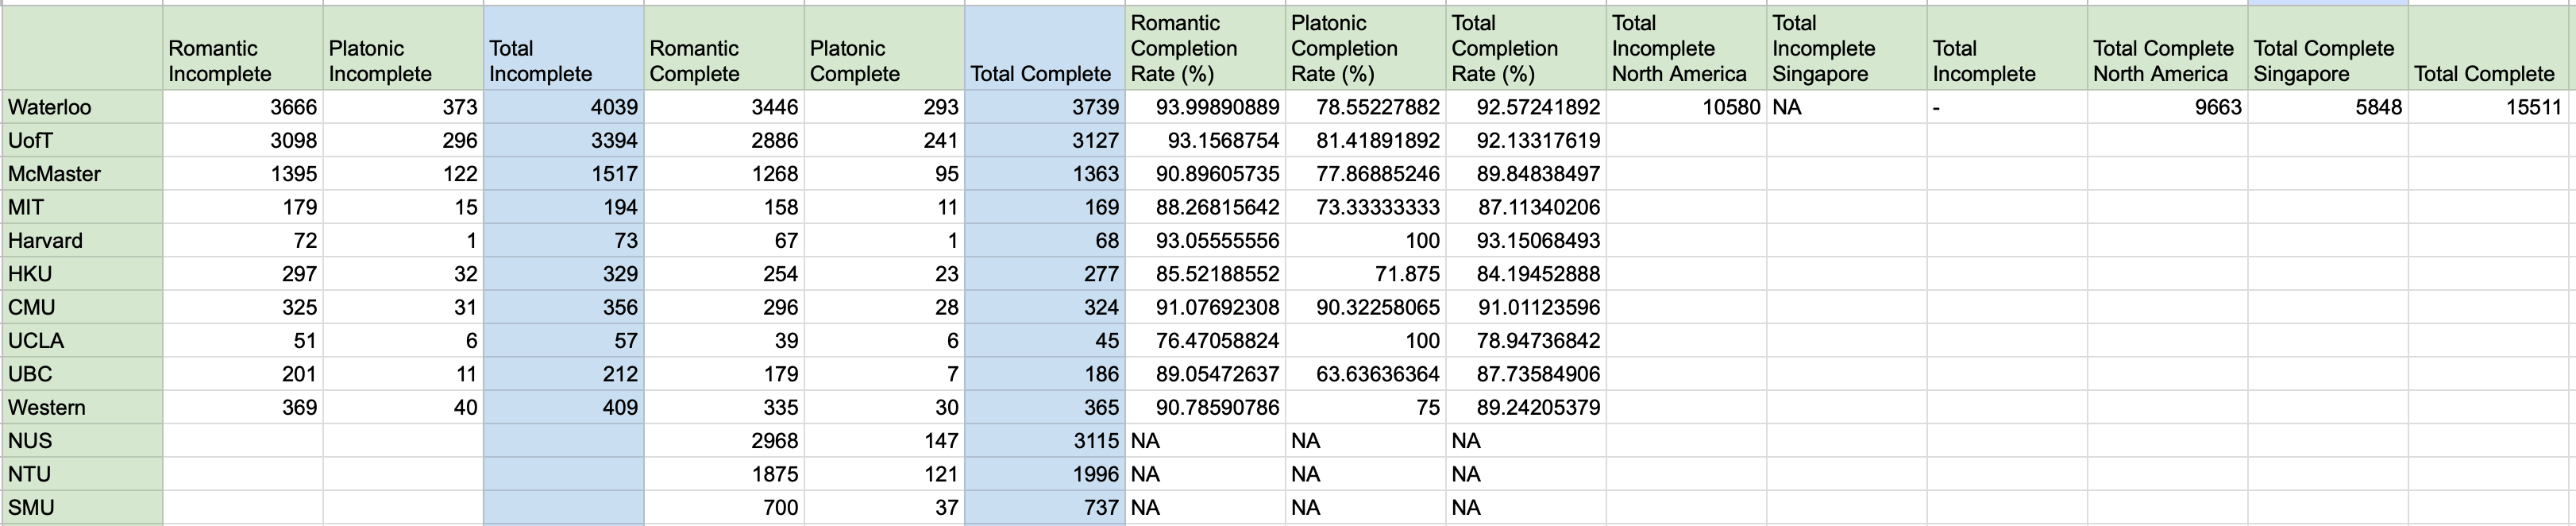 Romantic Incomplete Platonic Incomplete Total Incomplete Romantic Complete Platonic Complete Total Complete Romantic Completion Rate (%) Platonic Completion Rate (%) Total Completion Rate (%) Total Incomplete North America Total Incomplete Singapore Total Incomplete Total Complete North America Total Complete Singapore Total Complete
Waterloo 3666 373 4039 3446 293 3739 93.99890889 78.55227882 92.57241892 10580 NA - 9663 5848 15511
UofT 3098 296 3394 2886 241 3127 93.1568754 81.41891892 92.13317619
McMaster 1395 122 1517 1268 95 1363 90.89605735 77.86885246 89.84838497
MIT 179 15 194 158 11 169 88.26815642 73.33333333 87.11340206
Harvard 72 1 73 67 1 68 93.05555556 100 93.15068493
HKU 297 32 329 254 23 277 85.52188552 71.875 84.19452888
CMU 325 31 356 296 28 324 91.07692308 90.32258065 91.01123596
UCLA 51 6 57 39 6 45 76.47058824 100 78.94736842
UBC 201 11 212 179 7 186 89.05472637 63.63636364 87.73584906
Western 369 40 409 335 30 365 90.78590786 75 89.24205379
NUS 2968 147 3115 NA NA NA
NTU 1875 121 1996 NA NA NA
SMU 700 37 737 NA NA NA